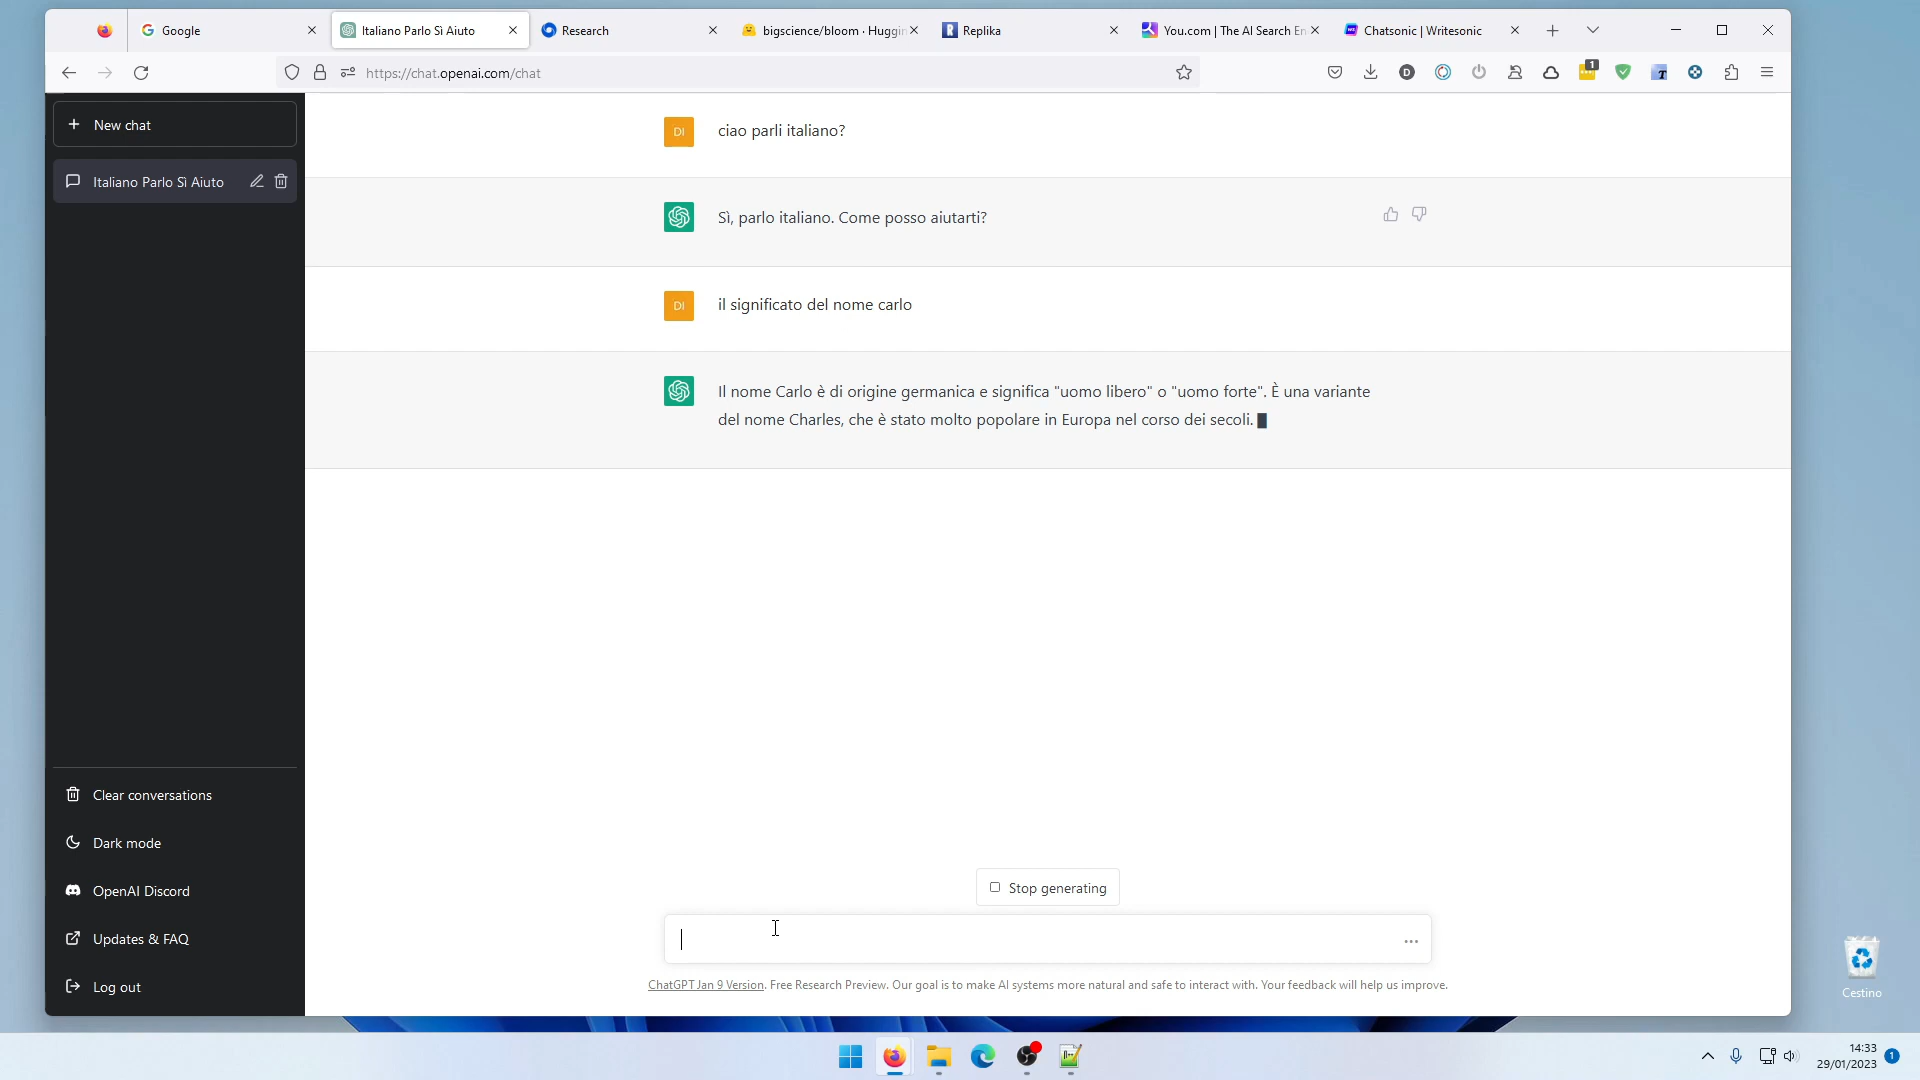 Google
Italiano Parlo Sì Aiuto
Research
bigscience/bloom · Huggin
Replika
You.com | The AI Search En
Chatsonic | Writesonic
https://chat.openai.com/chat
D
1
T
New chat
Italiano Parlo Sì Aiuto
DI
ciao parli italiano?
Sì, parlo italiano. Come posso aiutarti?
DI
il significato del nome carlo
Il nome Carlo è di origine germanica e significa "uomo libero" o "uomo forte". È una variante
del nome Charles, che è stato molto popolare in Europa nel corso dei secoli.
Clear conversations
Dark mode
OpenAI Discord
Updates & FAQ
Log out
Stop generating
ChatGPT Jan 9 Version. Free Research Preview. Our goal is to make AI systems more natural and safe to interact with. Your feedback will help us improve.
Cestino
14:33
29/01/2023
1